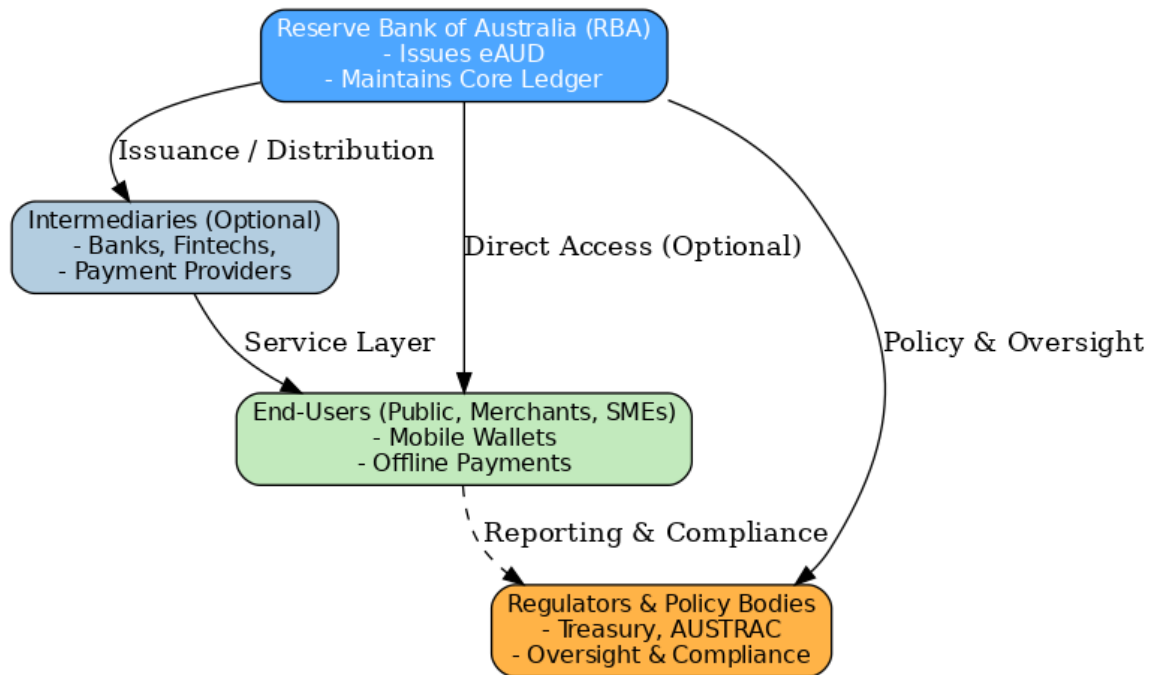 Reserve Bank of Australia (RBA)
- Issues eAUD
- Maintains Core Ledger
Issuance / Distribution
Intermediaries (Optional)
- Banks, Fintechs,
- Payment Providers
Direct Access (Optional)
Service Layer
Policy & Oversight
End-Users (Public, Merchants, SMEs)
- Mobile Wallets
- Offline Payments
Reporting & Compliance
Regulators & Policy Bodies
- Treasury, AUSTRAC
- Oversight & Compliance